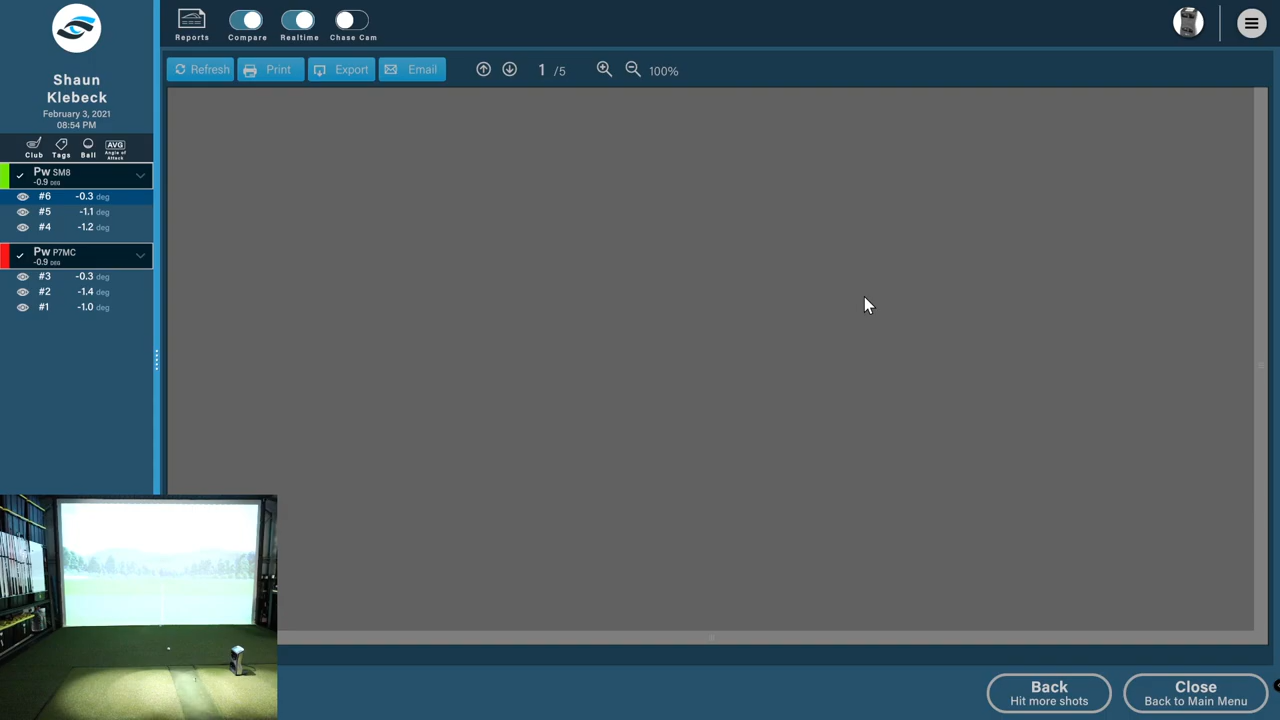 Shaun
Klebeck
February 3, 2021
08:54 PM
Reports
Compare
Realtime
Chase Cam
Refresh
Print
Export
Email
1 /5
100%
Club
Tags
Ball
AVG
Angle of
Attack
Pw SM8
-0.9 DEG
#6 -0.3 deg
#5 -1.1 deg
#4 -1.2 deg
Pw P7MC
-0.9 DEG
#3 -0.3 deg
#2 -1.4 deg
#1 -1.0 deg
Back
Hit more shots
Close
Back to Main Menu